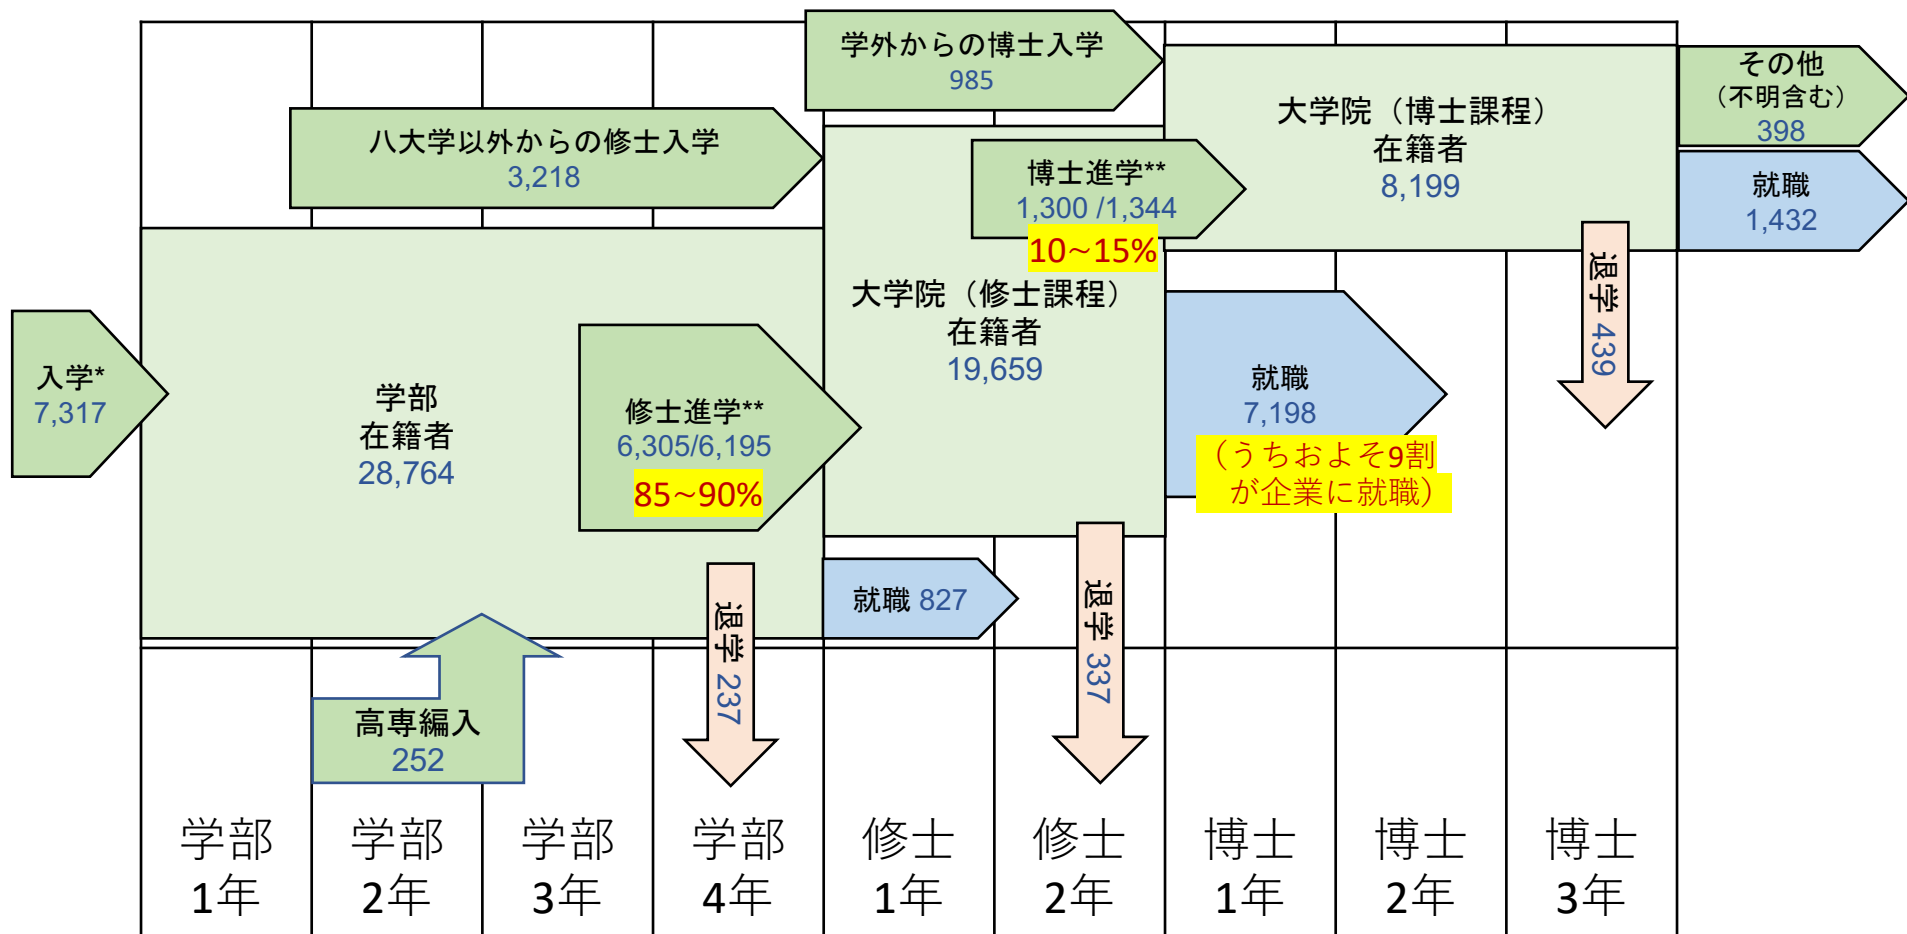 学外からの博士入学
985
その他
（不明含む）
398
八大学以外からの修士入学
3,218
大学院（博士課程）
在籍者
8,199
博士進学**
1,300 /1,344
10~15%
就職
1,432
退学 439
大学院（修士課程）
在籍者
19,659
入学*
7,317
学部
在籍者
28,764
修士進学**
6,305/6,195
85~90%
就職
7,198
（うちおよそ9割
が企業に就職）
就職 827
退学 237
退学 337
高専編入
252
学部
1年
学部
2年
学部
3年
学部
4年
修士
1年
修士
2年
博士
1年
博士
2年
博士
3年